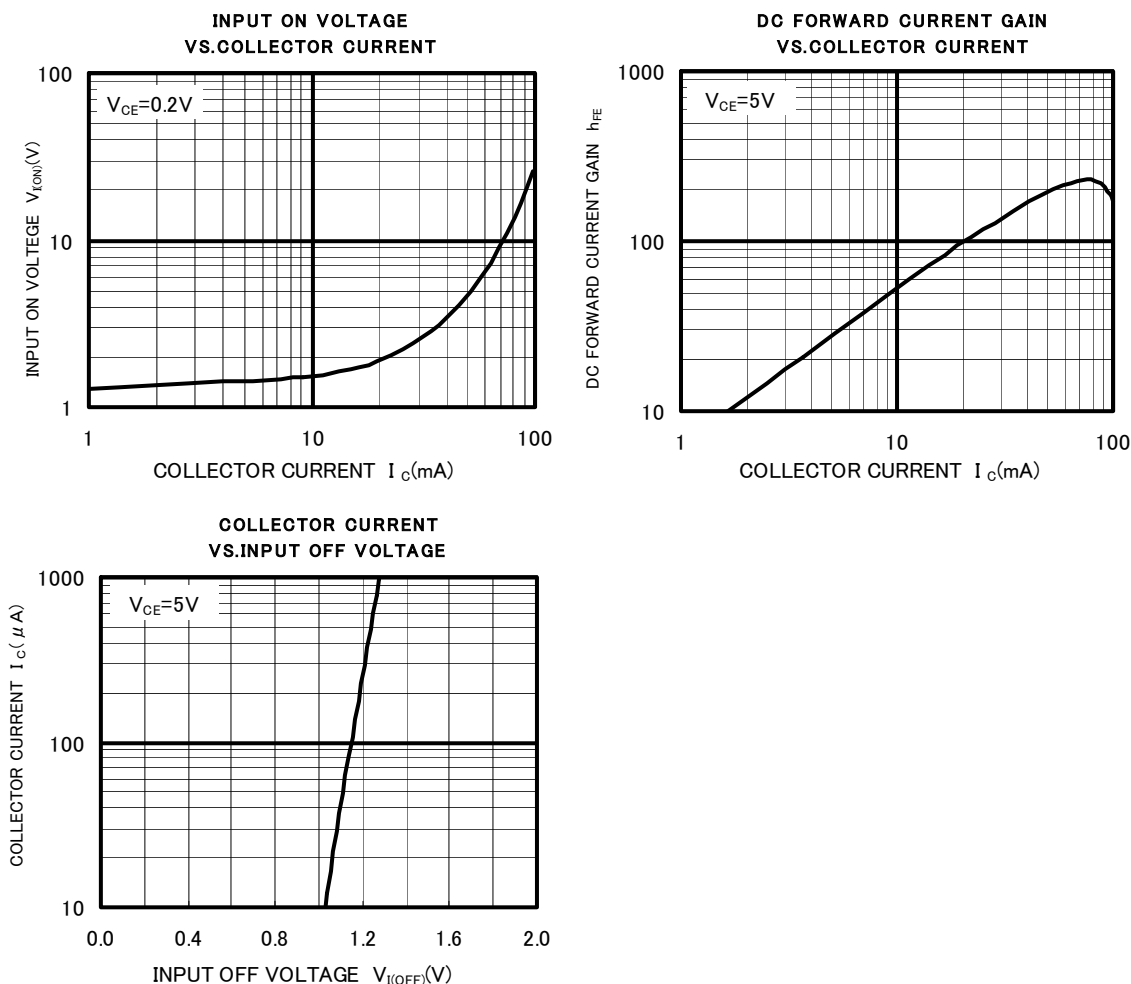 INPUT ON VOLTAGE
VS.COLLECTOR CURRENT
100
10
1
V_CE=0.2V
INPUT ON VOLTEGE V_I(ON)(V)
1 10 100
COLLECTOR CURRENT I_C(mA)
DC FORWARD CURRENT GAIN
VS.COLLECTOR CURRENT
1000
100
10
V_CE=5V
DC FORWARD CURRENT GAIN h_FE
1 10 100
COLLECTOR CURRENT I_C(mA)
COLLECTOR CURRENT
VS.INPUT OFF VOLTAGE
1000
100
10
V_CE=5V
COLLECTOR CURRENT I_C(μA)
0.0 0.4 0.8 1.2 1.6 2.0
INPUT OFF VOLTAGE V_I(OFF)(V)